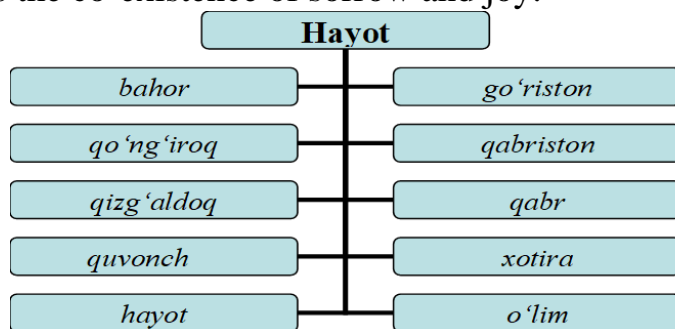 the co-existence of sorrow and joy.
Hayot
bahor
go‘riston
qo‘ng‘iroq
qabriston
qizg‘aldoq
qabr
quvonch
xotira
hayot
o‘lim